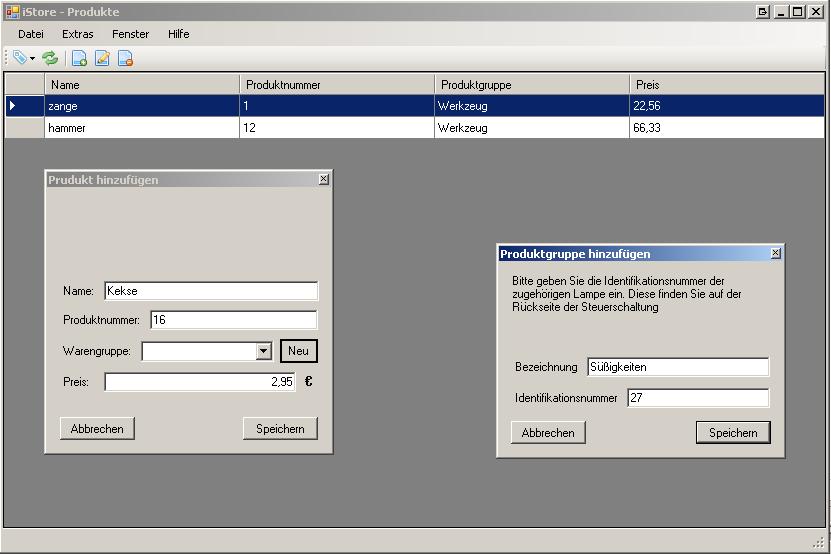 iStore - Produkte
Datei Extras Fenster Hilfe
Name Produktnummer Produktgruppe Preis
zange 1 Werkzeug 22,56
hammer 12 Werkzeug 66,33
Prudukt hinzufügen
Name: Kekse
Produktnummer: 16
Warengruppe: Neu
Preis: 2,95 €
Abbrechen Speichern
Produktgruppe hinzufügen
Bitte geben Sie die Identifikationsnummer der
zugehörigen Lampe ein. Diese finden Sie auf der
Rückseite der Steuerschaltung
Bezeichnung Süßigkeiten
Identifikationsnummer 27
Abbrechen Speichern